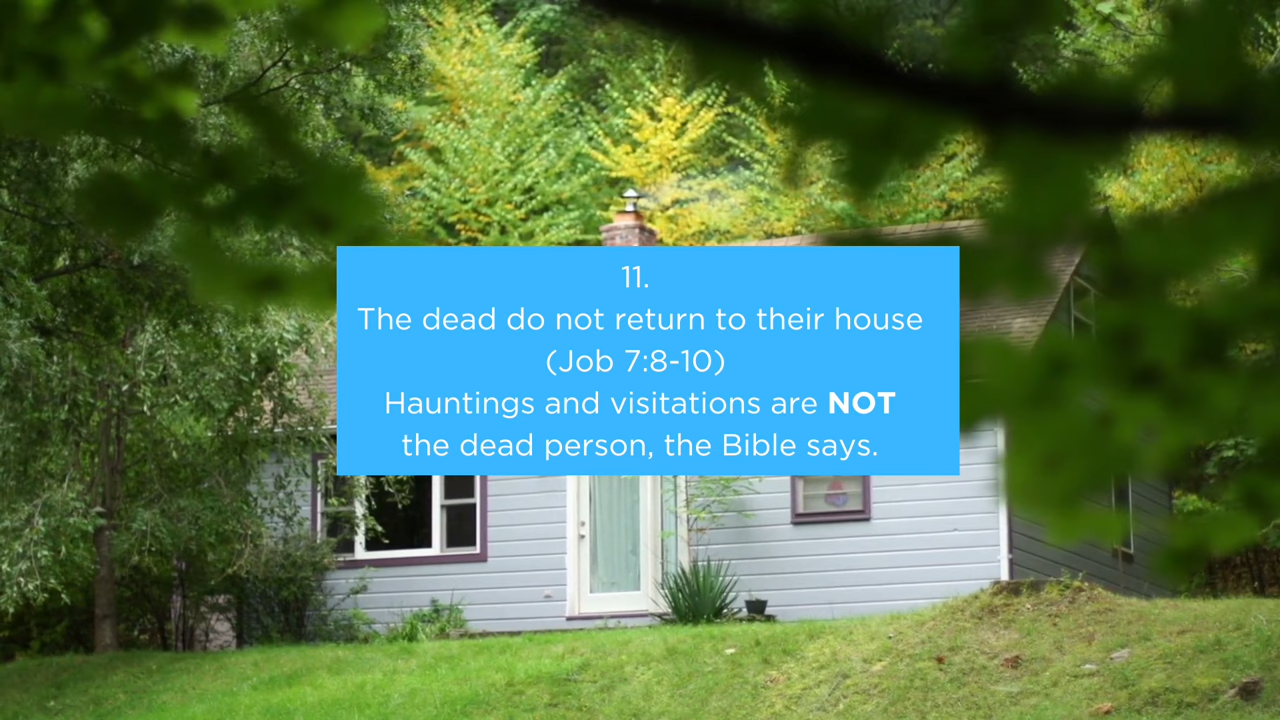 11.
The dead do not return to their house
(Job 7:8-10)
Hauntings and visitations are NOT
the dead person, the Bible says.